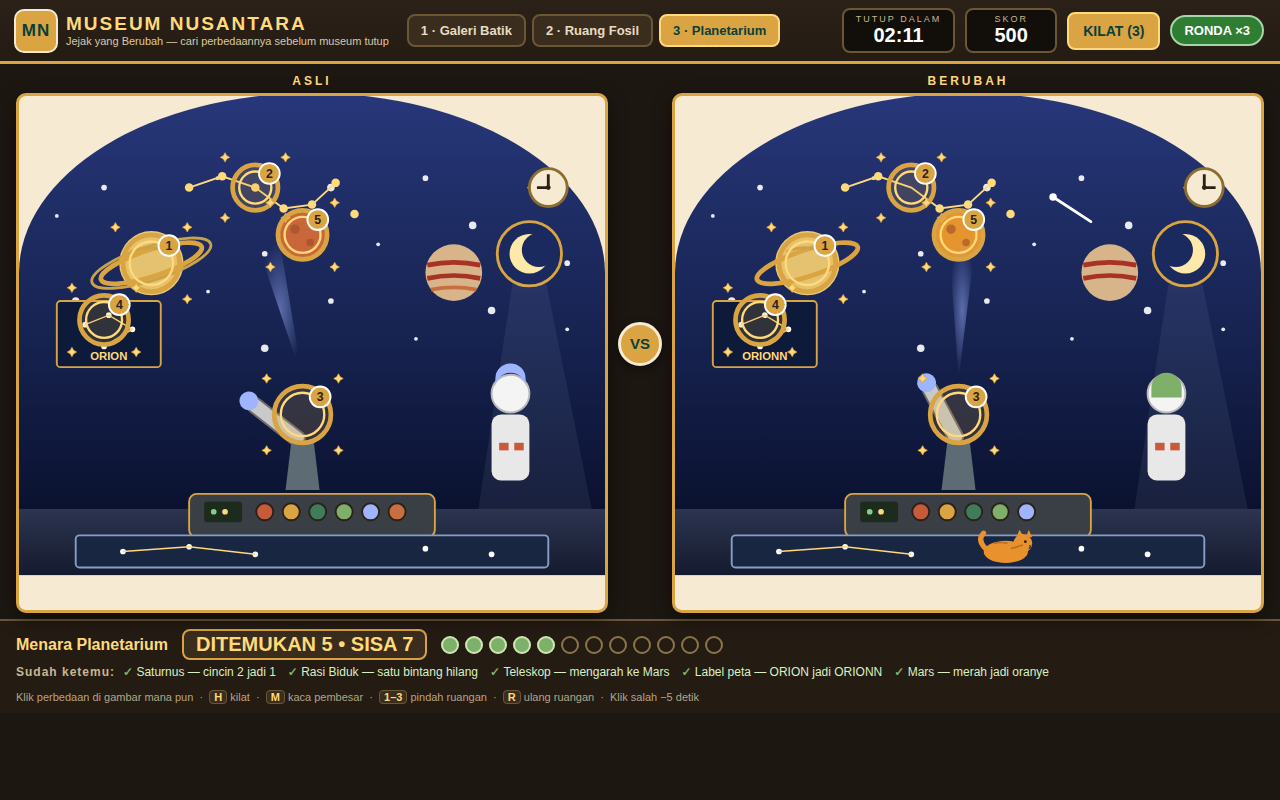 MN
MUSEUM NUSANTARA
Jejak yang Berubah — cari perbedaannya sebelum museum tutup
1 · Galeri Batik
2 · Ruang Fosil
3 · Planetarium
TUTUP DALAM
02:11
SKOR
500
KILAT (3)
RONDA ×3
ASLI
BERUBAH
2
5
1
4
ORION
3
VS
2
5
1
4
ORIONN
3
Menara Planetarium
DITEMUKAN 5 • SISA 7
Sudah ketemu: ✓ Saturnus — cincin 2 jadi 1 ✓ Rasi Biduk — satu bintang hilang ✓ Teleskop — mengarah ke Mars ✓ Label peta — ORION jadi ORIONN ✓ Mars — merah jadi oranye
Klik perbedaan di gambar mana pun · H kilat · M kaca pembesar · 1–3 pindah ruangan · R ulang ruangan · Klik salah −5 detik